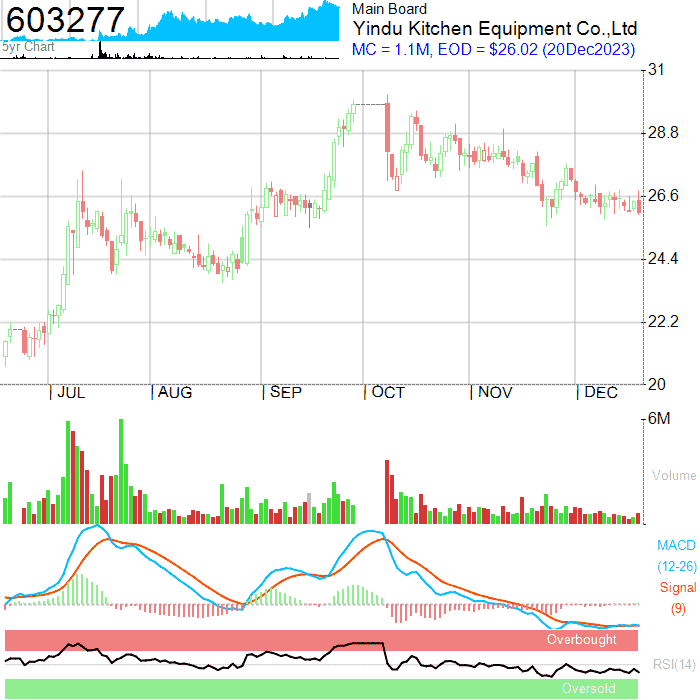 603277
5yr Chart
Main Board
Yindu Kitchen Equipment Co.,Ltd
MC = 1.1M, EOD = $26.02 (20Dec2023)
31
28.8
26.6
24.4
22.2
20
JUL AUG SEP OCT NOV DEC
6M
Volume
MACD
(12-26)
Signal
(9)
Overbought
RSI(14)
Oversold